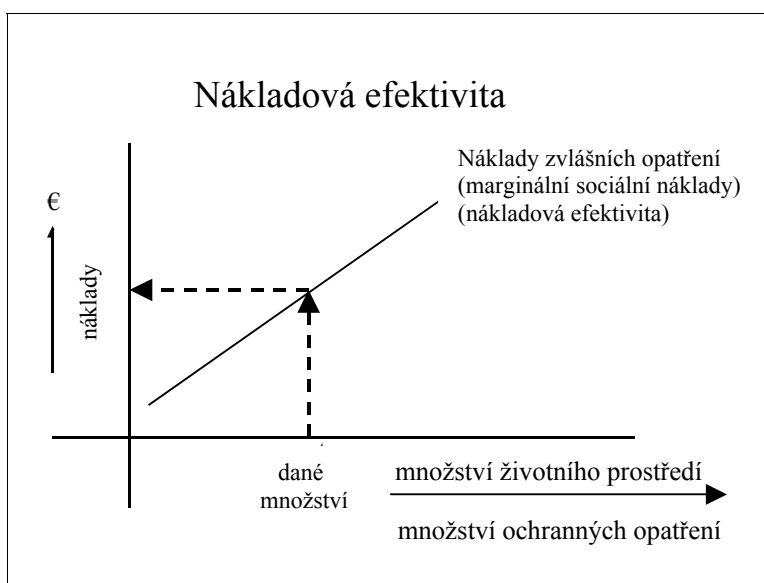 Nákladová efektivita
Náklady zvlášních opatření
(marginální sociální náklady)
(nákladová efektivita)
€
náklady
dané
množství
množství životního prostředí
množství ochranných opatření